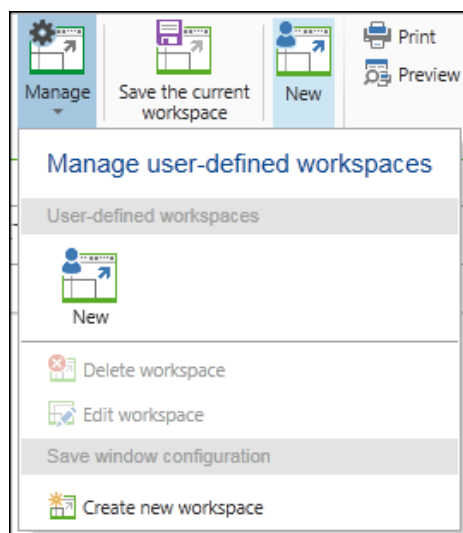 Manage
Save the current
workspace
New
Print
Preview
Manage user-defined workspaces
User-defined workspaces
New
Delete workspace
Edit workspace
Save window configuration
Create new workspace